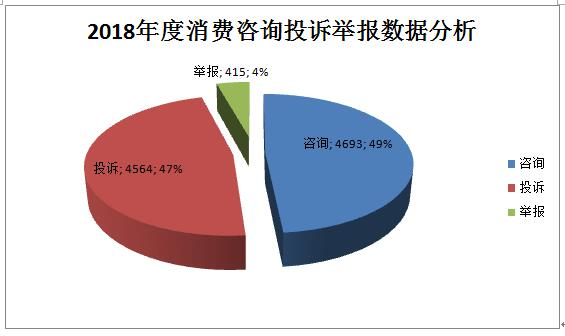 2018年度消费咨询投诉举报数据分析
举报; 415; 4%
咨询; 4693; 49%
投诉; 4564; 47%
咨询
投诉
举报